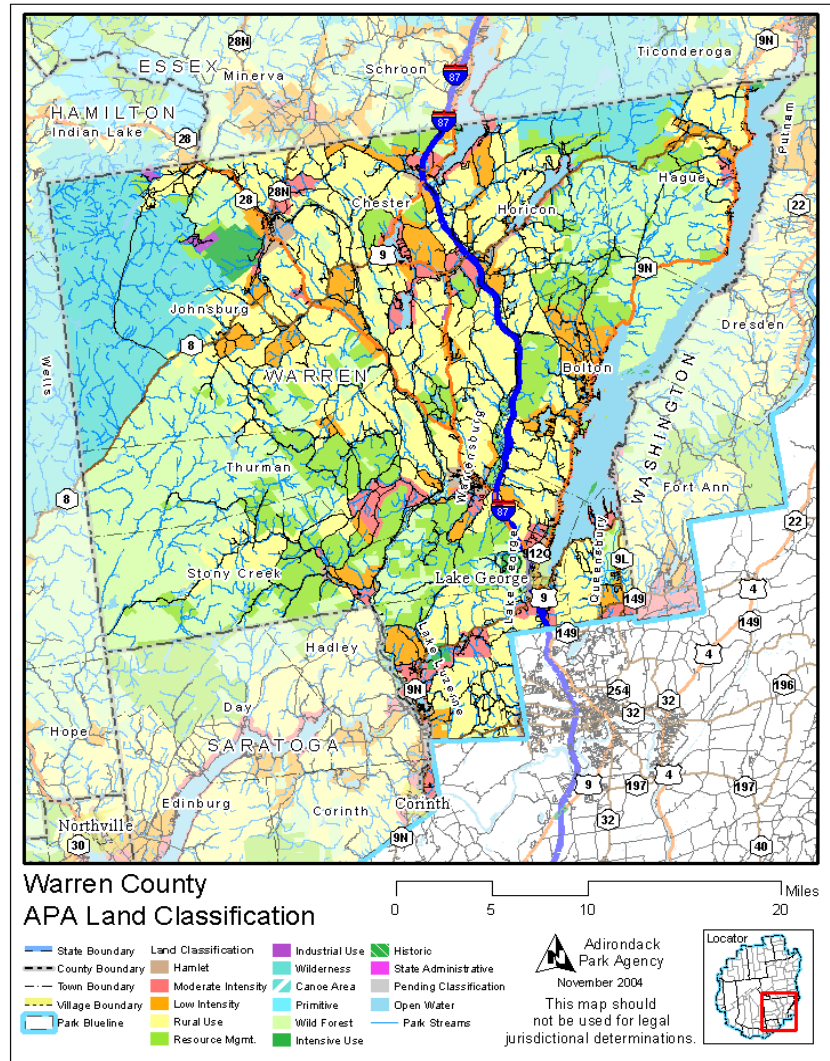 28N
Ticonderoga
9N
ESSEX
Schroon
Minerva
87
HAMILTON
87
Indian Lake
28
Putnam
Hague
28N
22
28
Chester
Horicon
9
9N
Johnsburg
Dresden
8
Wells
Bolton
WARREN
WASHINGTON
Warrensburg
Thurman
8
Fort Ann
87
22
Lake George
Queensbury
12O
9L
Stony Creek
Lake George
4
9
149
149
149
Hadley
Lake Luzerne
4
9N
254
196
Day
32
32
Hope
SARATOGA
4
9
197
197
Edinburg
Corinth
Corinth
32
Northville
30
9N
40
Warren County
APA Land Classification
Miles
0 5 10 20
State Boundary
County Boundary
Town Boundary
Village Boundary
Park Blueline
Land Classification
Hamlet
Moderate Intensity
Low Intensity
Rural Use
Resource Mgmt.
Industrial Use
Wilderness
Canoe Area
Primitive
Wild Forest
Intensive Use
Historic
State Administrative
Pending Classification
Open Water
Park Streams
Adirondack
Park Agency
November 2004
This map should
not be used for legal
jurisdictional determinations.
Locator